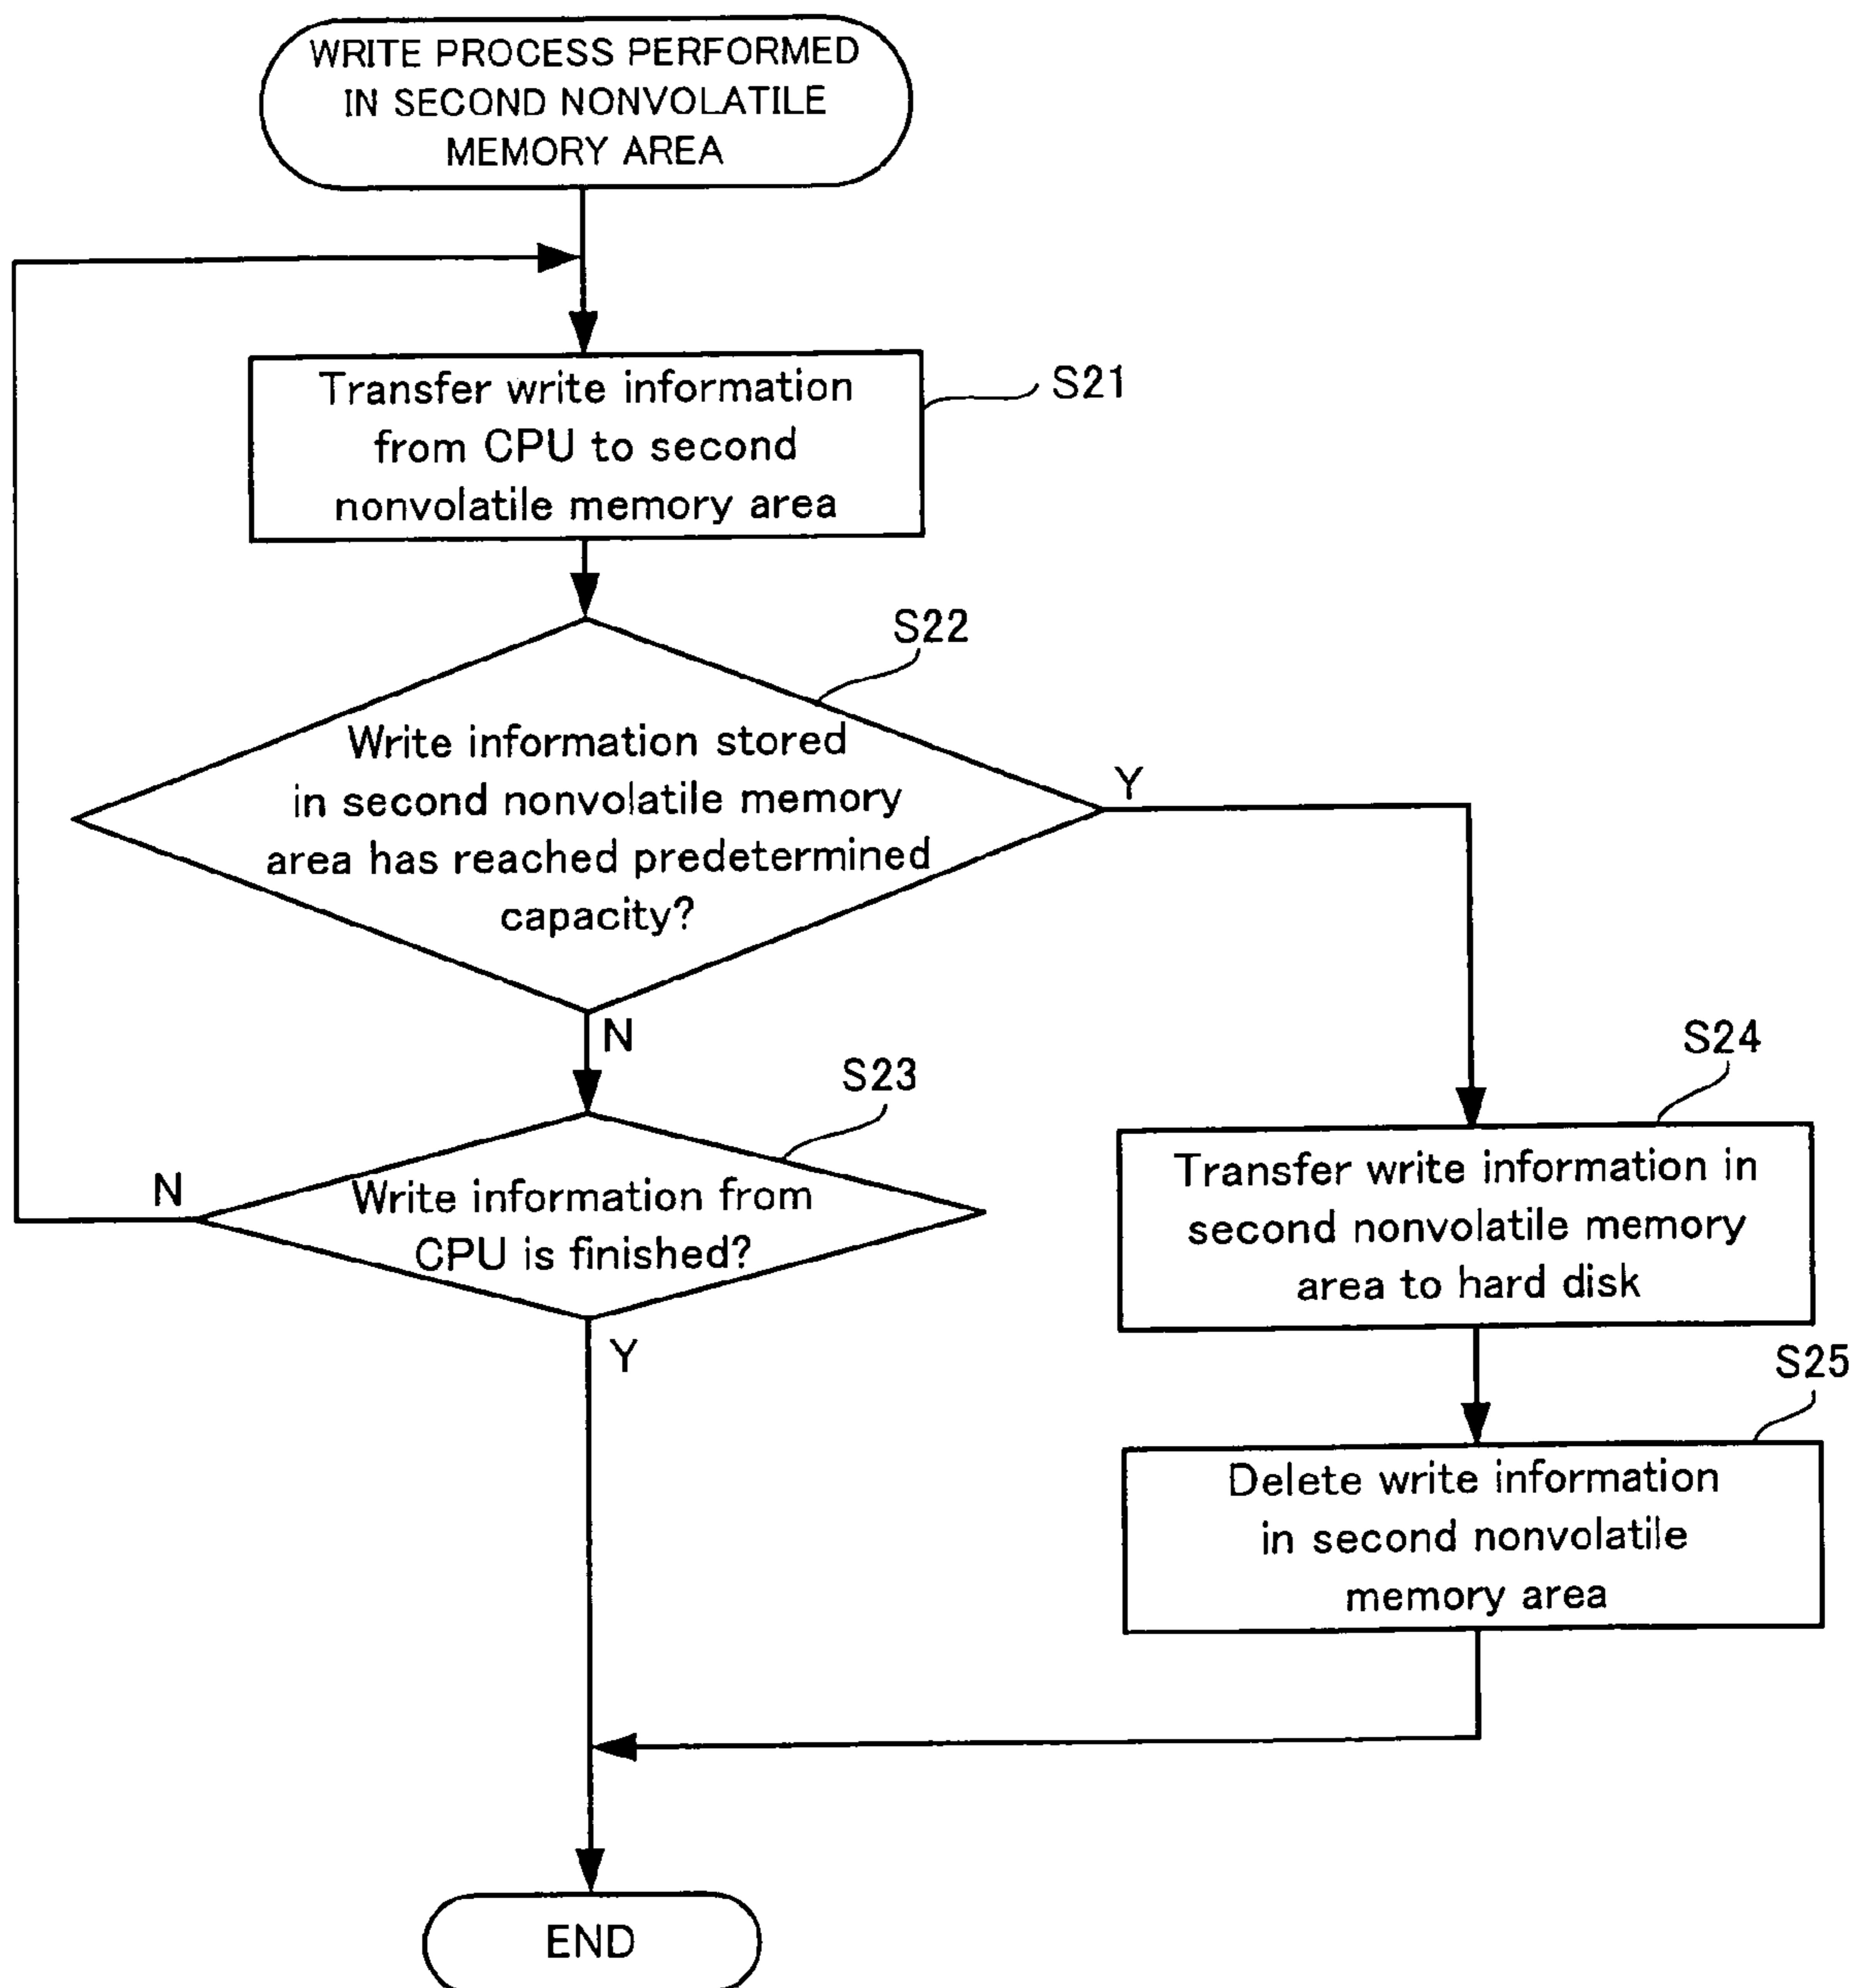 WRITE PROCESS PERFORMED
IN SECOND NONVOLATILE
MEMORY AREA
Transfer write information
from CPU to second
nonvolatile memory area
S21
S22
Write information stored
in second nonvolatile memory
area has reached predetermined
capacity?
Y
N
S23
Write information from
CPU is finished?
N
Y
S24
Transfer write information in
second nonvolatile memory
area to hard disk
S25
Delete write information
in second nonvolatile
memory area
END